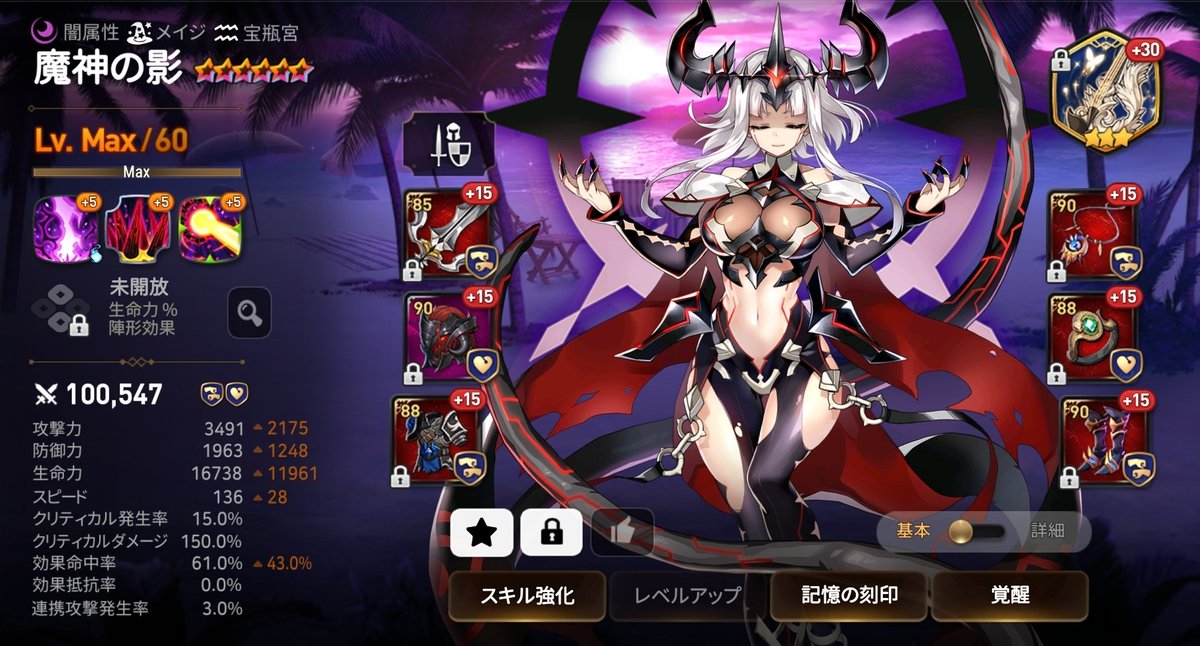 闇属性 メイジ 宝瓶宮
魔神の影
Lv. Max/60
Max
+5 +5 +5
未開放
生命力 %
陣形効果
100,547
攻撃力 3491 2175
防御力 1963 1248
生命力 16738 11961
スピード 136 28
クリティカル発生率 15.0%
クリティカルダメージ 150.0%
効果命中率 61.0% 43.0%
効果抵抗率 0.0%
連携攻撃発生率 3.0%
85 +15
90 +15
88 +15
+30
90 +15
88 +15
90 +15
基本 詳細
スキル強化 レベルアップ 記憶の刻印 覚醒